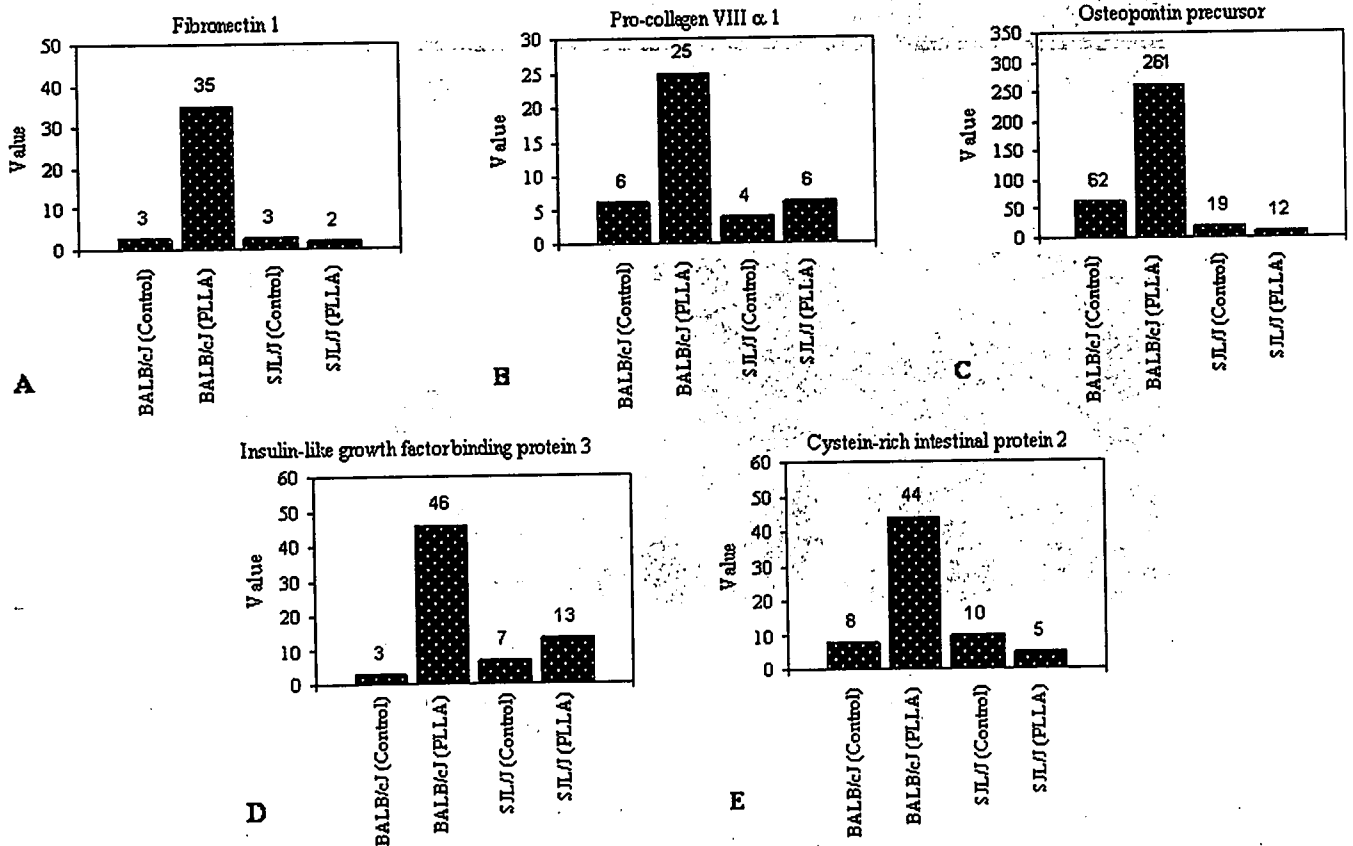 Fibronectin 1
50
40
30
20
10
0
Value
3
35
3
2
BALB/cJ (Control)
BALB/cJ (PLLA)
SJL/J (Control)
SJL/J (PLLA)
A
Pro-collagen VIII α 1
30
25
20
15
10
5
0
Value
6
25
4
6
BALB/cJ (Control)
BALB/cJ (PLLA)
SJL/J (Control)
SJL/J (PLLA)
B
Osteopontin precursor
350
300
250
200
150
100
50
0
Value
62
261
19
12
BALB/cJ (Control)
BALB/cJ (PLLA)
SJL/J (Control)
SJL/J (PLLA)
C
Insulin-like growth factor binding protein 3
60
50
40
30
20
10
0
Value
3
46
7
13
BALB/cJ (Control)
BALB/cJ (PLLA)
SJL/J (Control)
SJL/J (PLLA)
D
Cystein-rich intestinal protein 2
60
50
40
30
20
10
0
Value
8
44
10
5
BALB/cJ (Control)
BALB/cJ (PLLA)
SJL/J (Control)
SJL/J (PLLA)
E